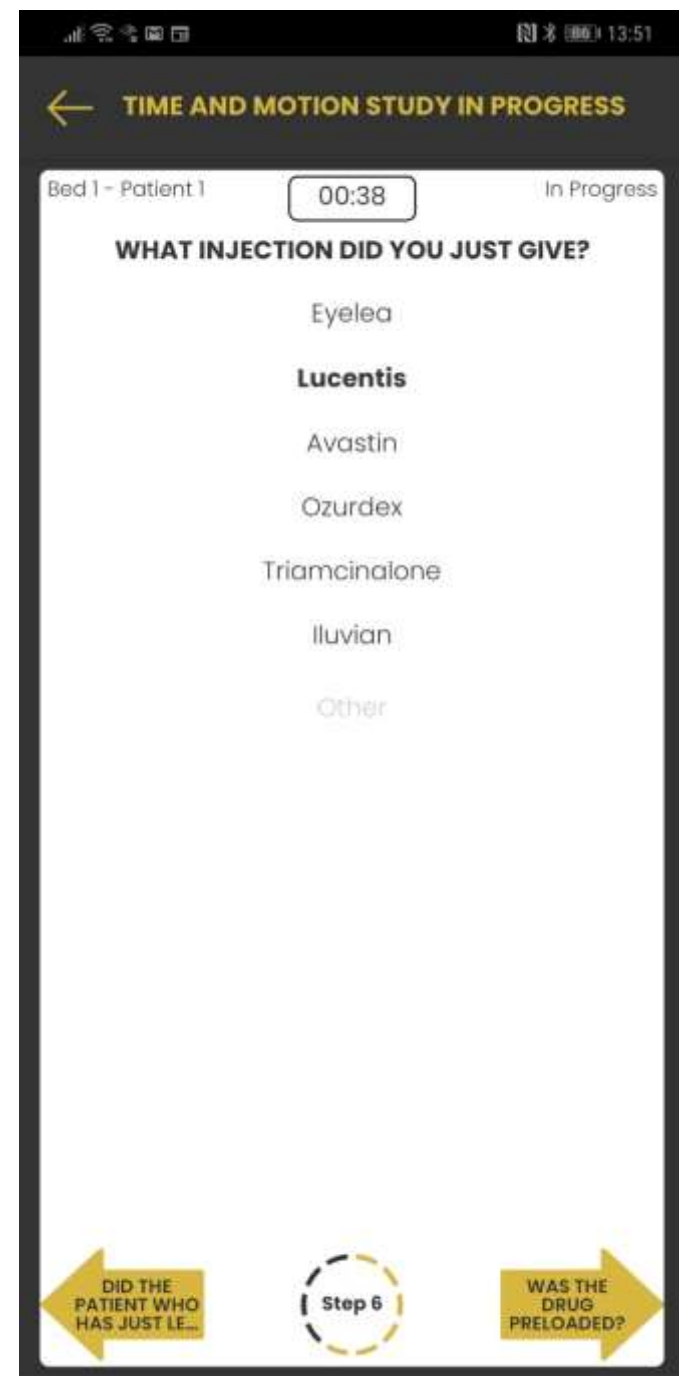 13:51
TIME AND MOTION STUDY IN PROGRESS
Bed 1 - Patient 1
00:38
In Progress
WHAT INJECTION DID YOU JUST GIVE?
Eyelea
Lucentis
Avastin
Ozurdex
Triamcinalone
Iluvian
Other
DID THE
PATIENT WHO
HAS JUST LE...
Step 6
WAS THE
DRUG
PRELOADED?